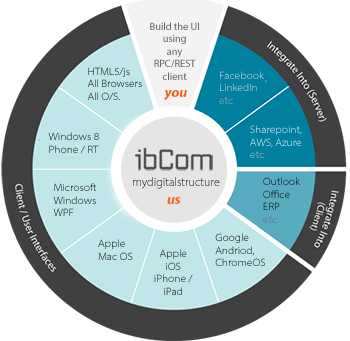 Build the UI
using
any
RPC/REST
client
you
Facebook,
LinkedIn
etc
Integrate Into (Server)
Sharepoint,
AWS, Azure
etc
Outlook
Office
ERP
etc
Integrate Into
(Client)
Google
Andriod,
ChromeOS
Apple
iOS
iPhone /
iPad
Apple
Mac OS
Microsoft
Windows
WPF
Windows 8
Phone / RT
HTML5/js
All Browsers
All O/S.
Client / User Interfaces
ibCom
mydigitalstructure
us